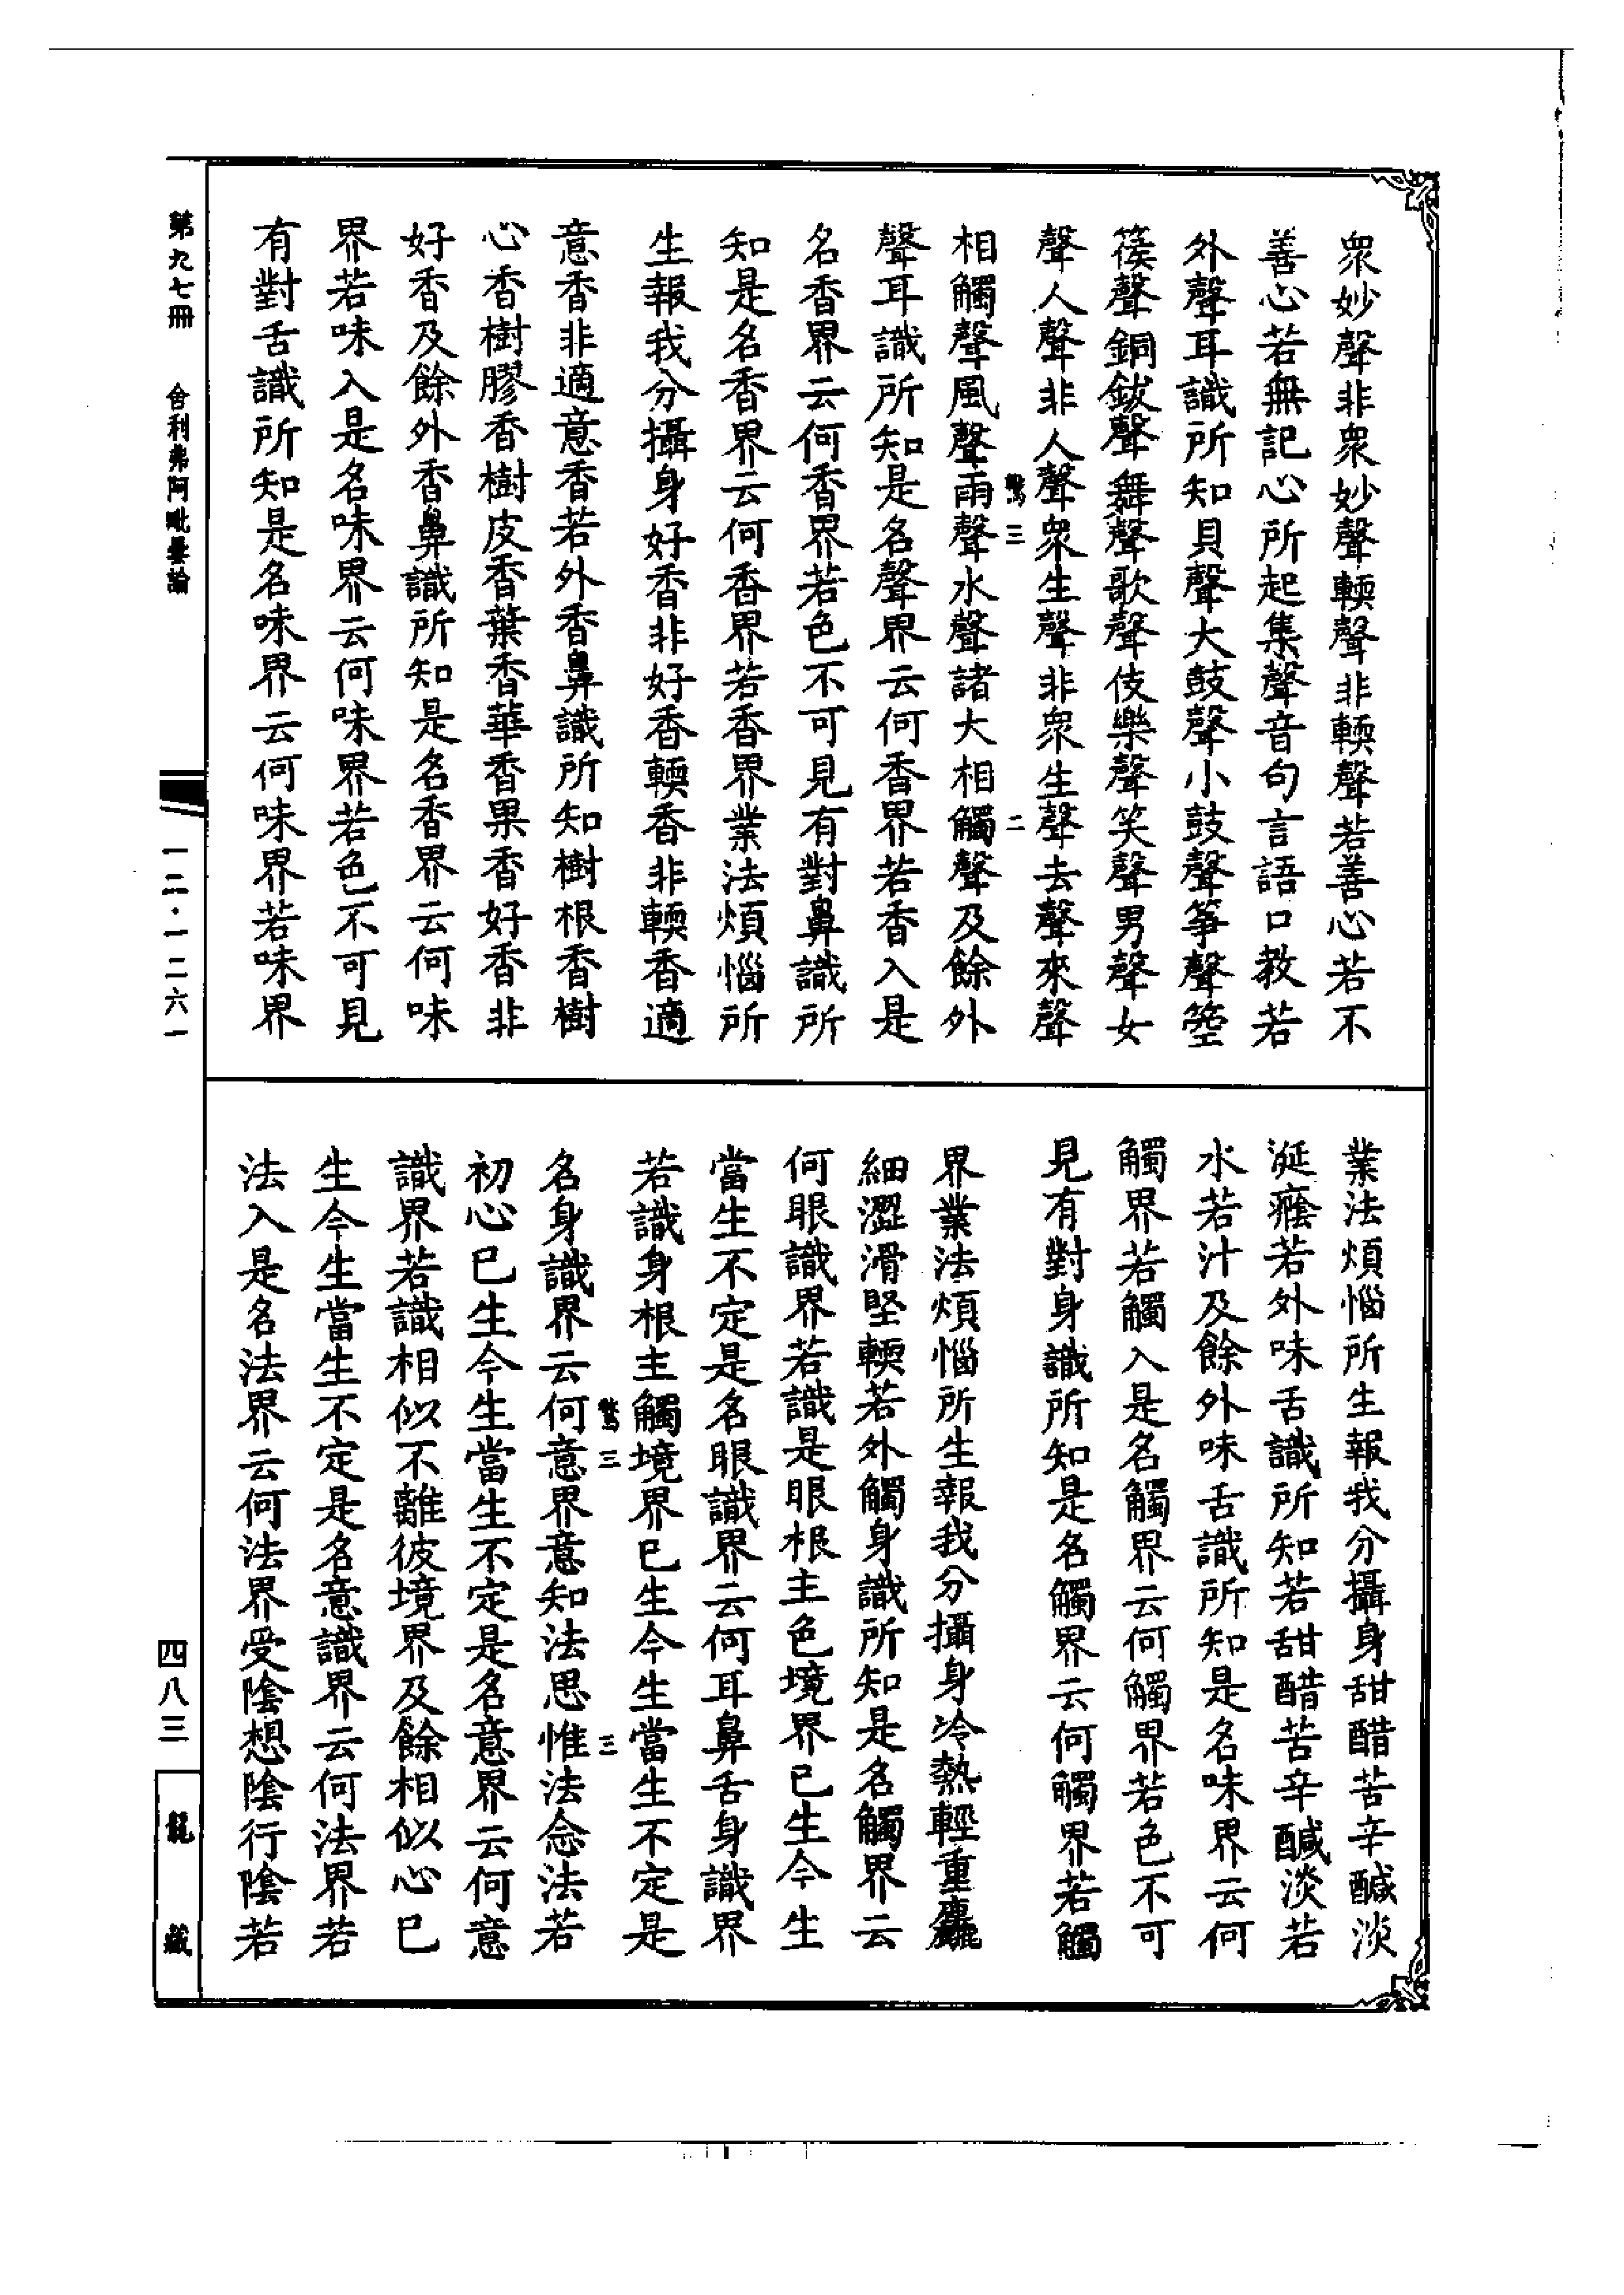 衆妙聲非衆妙聲輭聲非輭聲若善心若不
善心若無記心所起集聲音句言語口教若
外聲耳識所知貝聲大鼓聲小鼓聲箏聲箜
篌聲銅鈸聲舞聲歌聲伎樂聲笑聲男聲女
聲人聲非人聲衆生聲非衆生聲去聲來聲
三 二
相觸聲風聲雨聲水聲諸大相觸聲及餘外
聲耳識所知是名聲界云何香界若香入是
名香界云何香界若色不可見有對鼻識所
知是名香界云何香界若香界業法煩惱所
生報我分攝身好香非好香輭香非輭香適
意香非適意香若外香鼻識所知樹根香樹
心香樹膠香樹皮香葉香華香果香好香非
好香及餘外香鼻識所知是名香界云何味
界若味入是名味界云何味界若色不可見
有對舌識所知是名味界云何味界若味界
業法煩惱所生報我分攝身甜醋苦辛醎淡
涎癊若外味舌識所知若甜醋苦辛醎淡若
水若汁及餘外味舌識所知是名味界云何
觸界若觸入是名觸界云何觸界若色不可
見有對身識所知是名觸界云何觸界若觸
界業法煩惱所生報我分攝身冷熱輕重麤
細澀滑堅輭若外觸身識所知是名觸界云
何眼識界若識是眼根主色境界已生今生
當生不定是名眼識界云何耳鼻舌身識界
若識身根主觸境界已生今生當生不定是
三 三
名身識界云何意界意知法思惟法念法若
初心已生今生當生不定是名意界云何意
識界若識相似不離彼境界及餘相似心已
生今生當生不定是名意識界云何法界若
法入是名法界云何法界受陰想陰行陰若
第九七冊 舍利弗阿毗曇論
一二·一二六一
四八三
龍藏